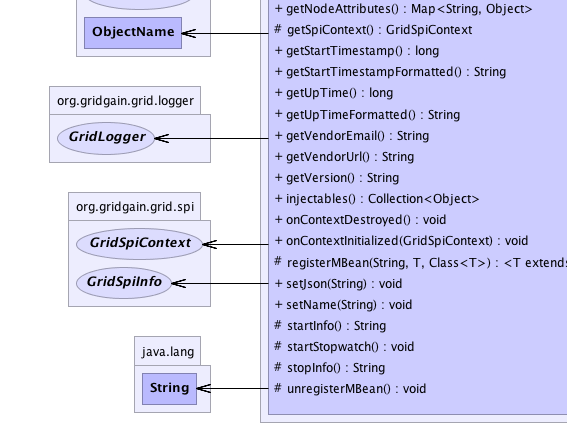 ObjectName
org.gridgain.grid.logger
GridLogger
org.gridgain.grid.spi
GridSpiContext
GridSpiInfo
java.lang
String
+ getNodeAttributes() : Map<String, Object>
# getSpiContext() : GridSpiContext
+ getStartTimestamp() : long
+ getStartTimestampFormatted() : String
+ getUpTime() : long
+ getUpTimeFormatted() : String
+ getVendorEmail() : String
+ getVendorUrl() : String
+ getVersion() : String
+ injectables() : Collection<Object>
+ onContextDestroyed() : void
+ onContextInitialized(GridSpiContext) : void
# registerMBean(String, T, Class<T>) : <T extends
+ setJson(String) : void
+ setName(String) : void
# startInfo() : String
# startStopwatch() : void
# stopInfo() : String
# unregisterMBean() : void